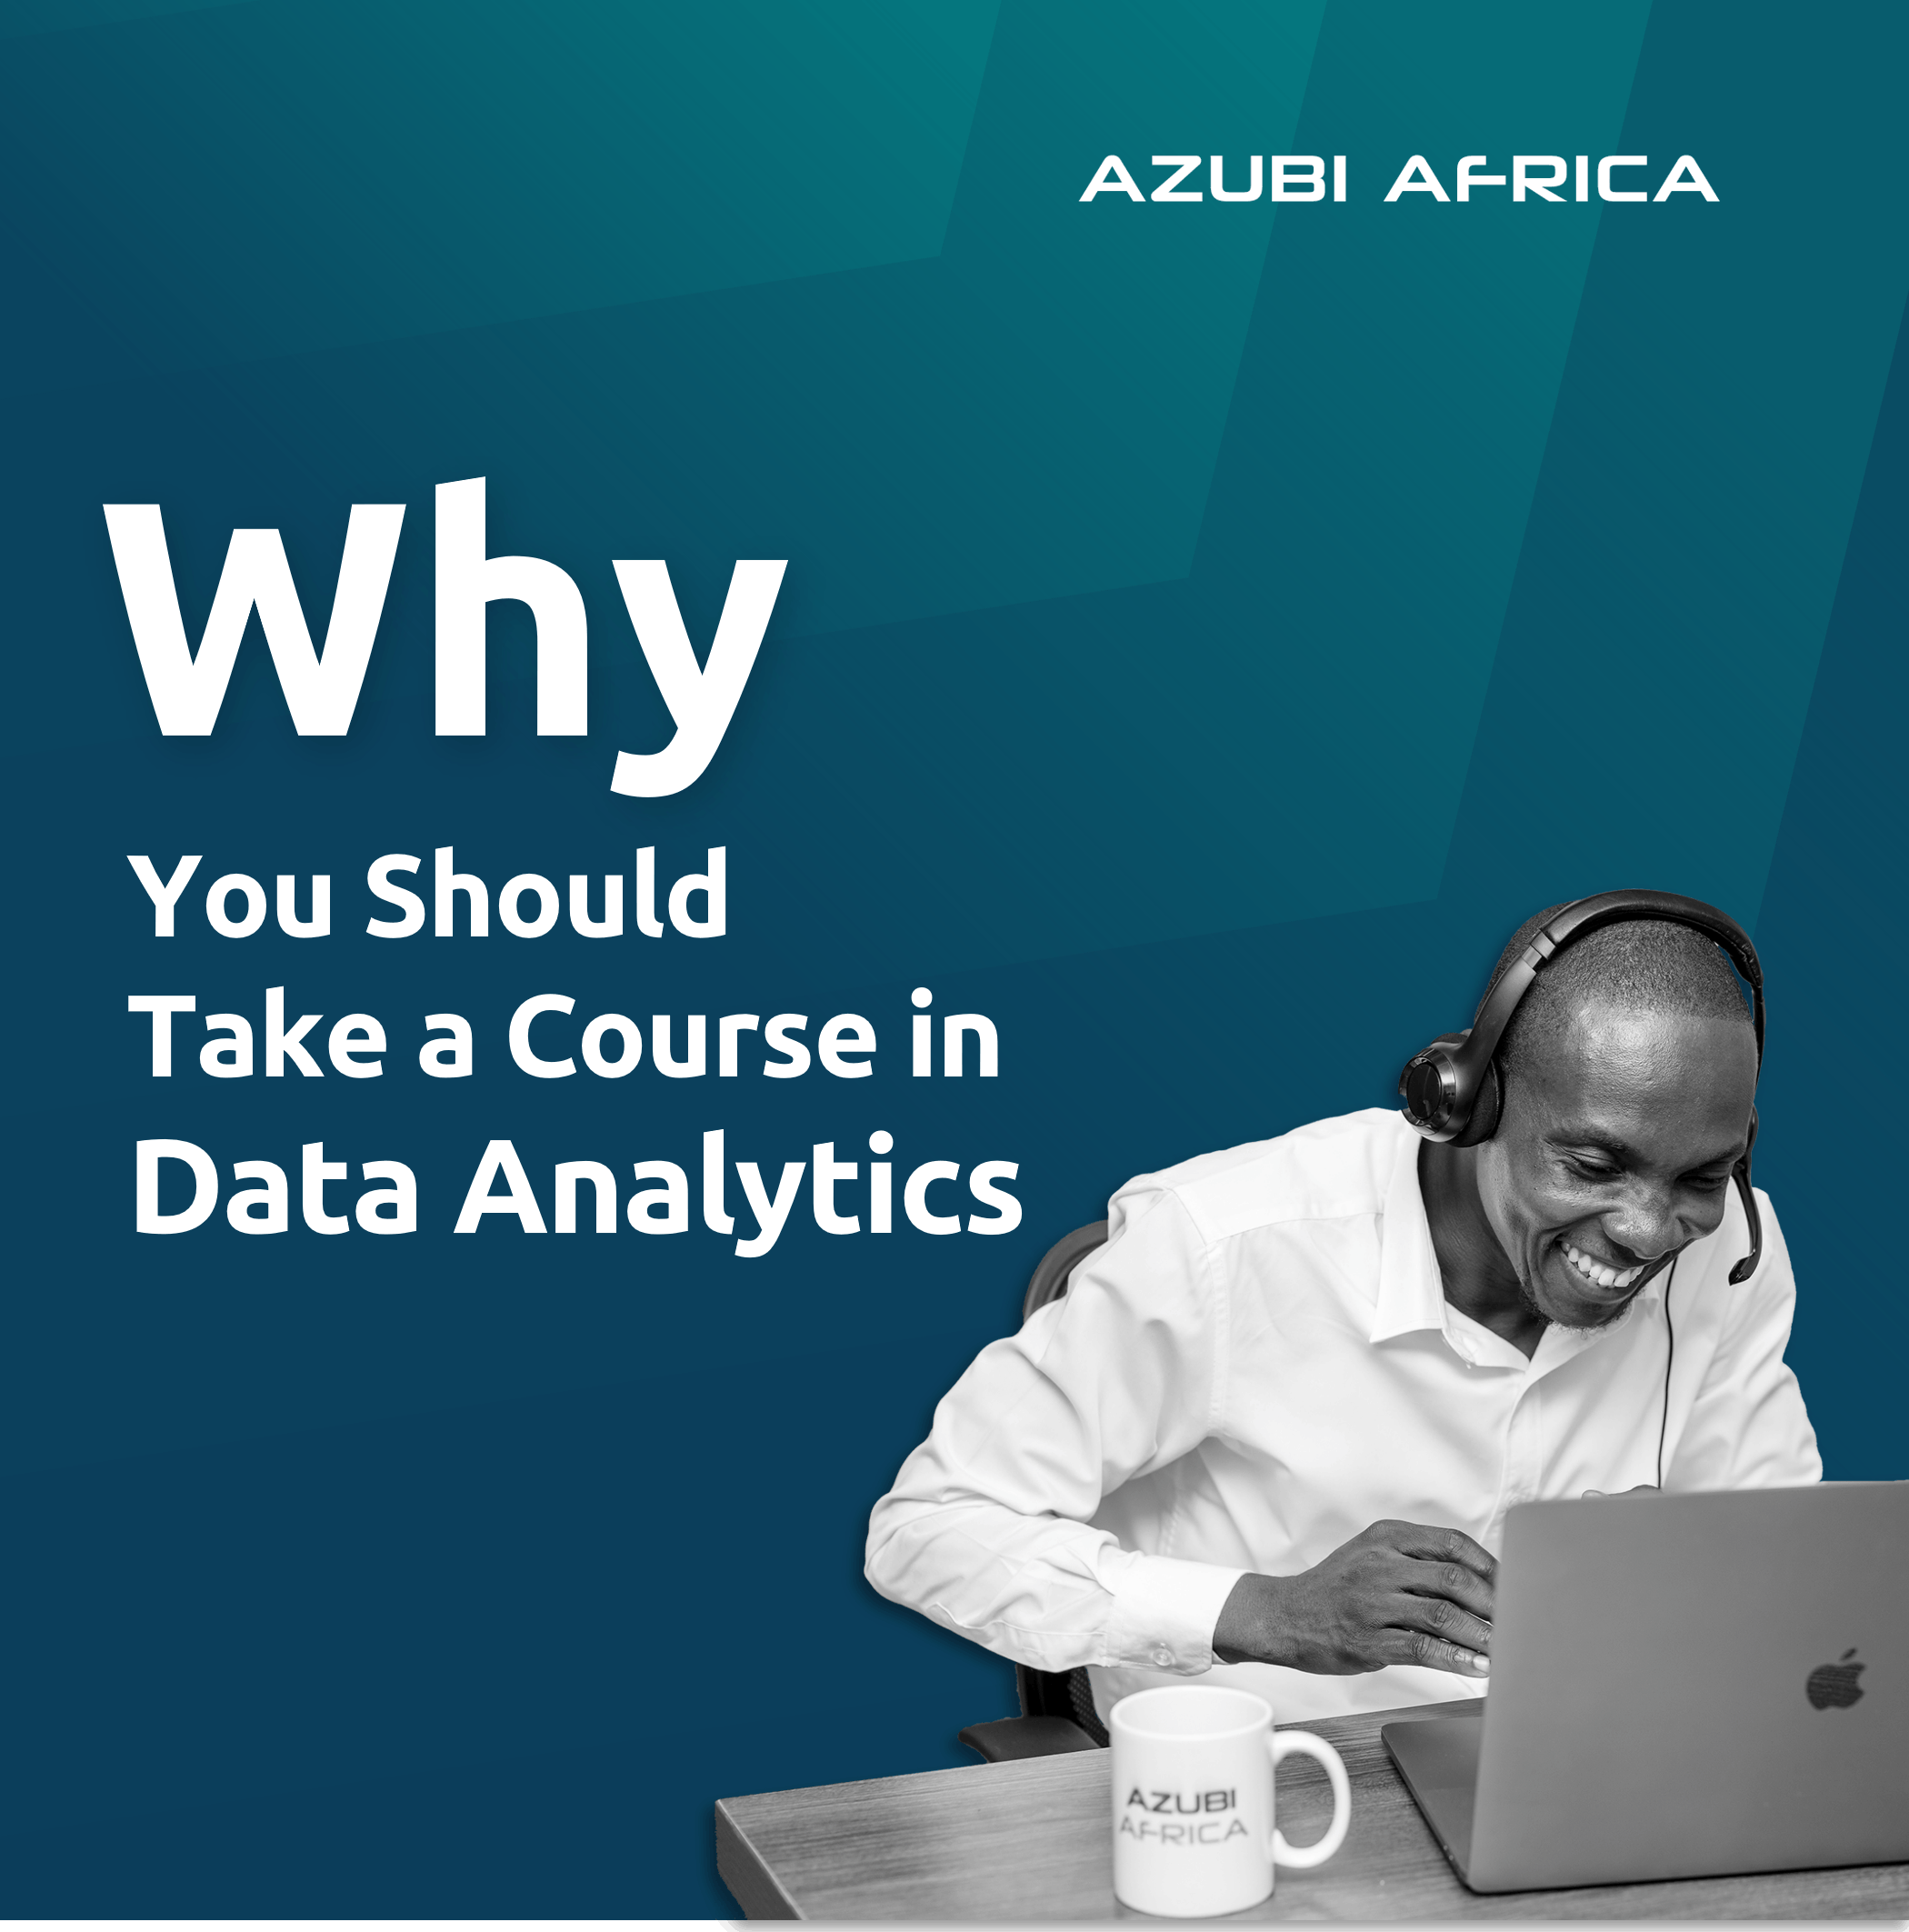 AZUBI AFRICA
Why
You Should
Take a Course in
Data Analytics
AZUBI
AFRICA